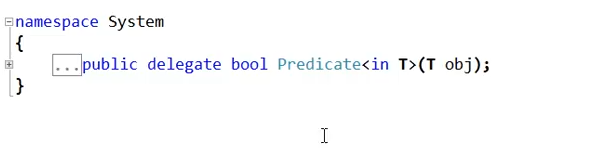 namespace System
{
...public delegate bool Predicate<in T>(T obj);
}